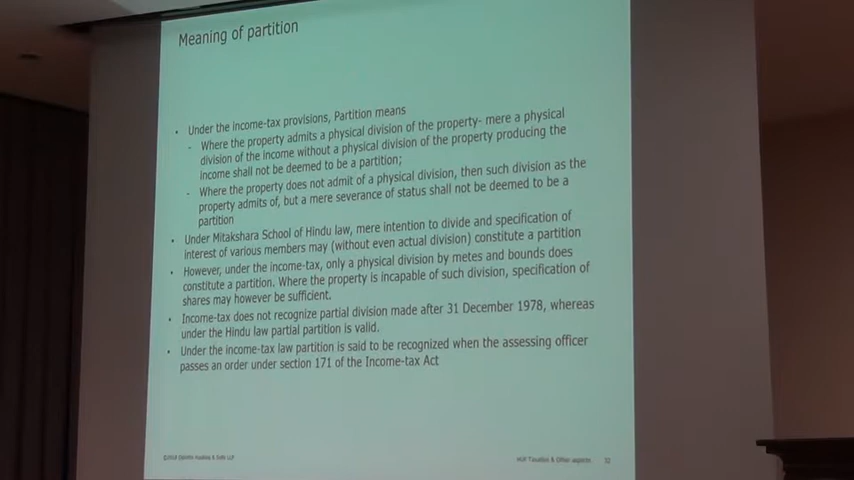 Meaning of partition
• Under the income-tax provisions, Partition means
- Where the property admits a physical division of the property- mere a physical
division of the income without a physical division of the property producing the
income shall not be deemed to be a partition;
- Where the property does not admit of a physical division, then such division as the
property admits of, but a mere severance of status shall not be deemed to be a
partition
• Under Mitakshara School of Hindu law, mere intention to divide and specification of
interest of various members may (without even actual division) constitute a partition
• However, under the income-tax, only a physical division by metes and bounds does
constitute a partition. Where the property is incapable of such division, specification of
shares may however be sufficient.
• Income-tax does not recognize partial division made after 31 December 1978, whereas
under the Hindu law partial partition is valid.
• Under the income-tax law partition is said to be recognized when the assessing officer
passes an order under section 171 of the Income-tax Act
Haskins & Sells LLP
HUF Taxation & Other aspects